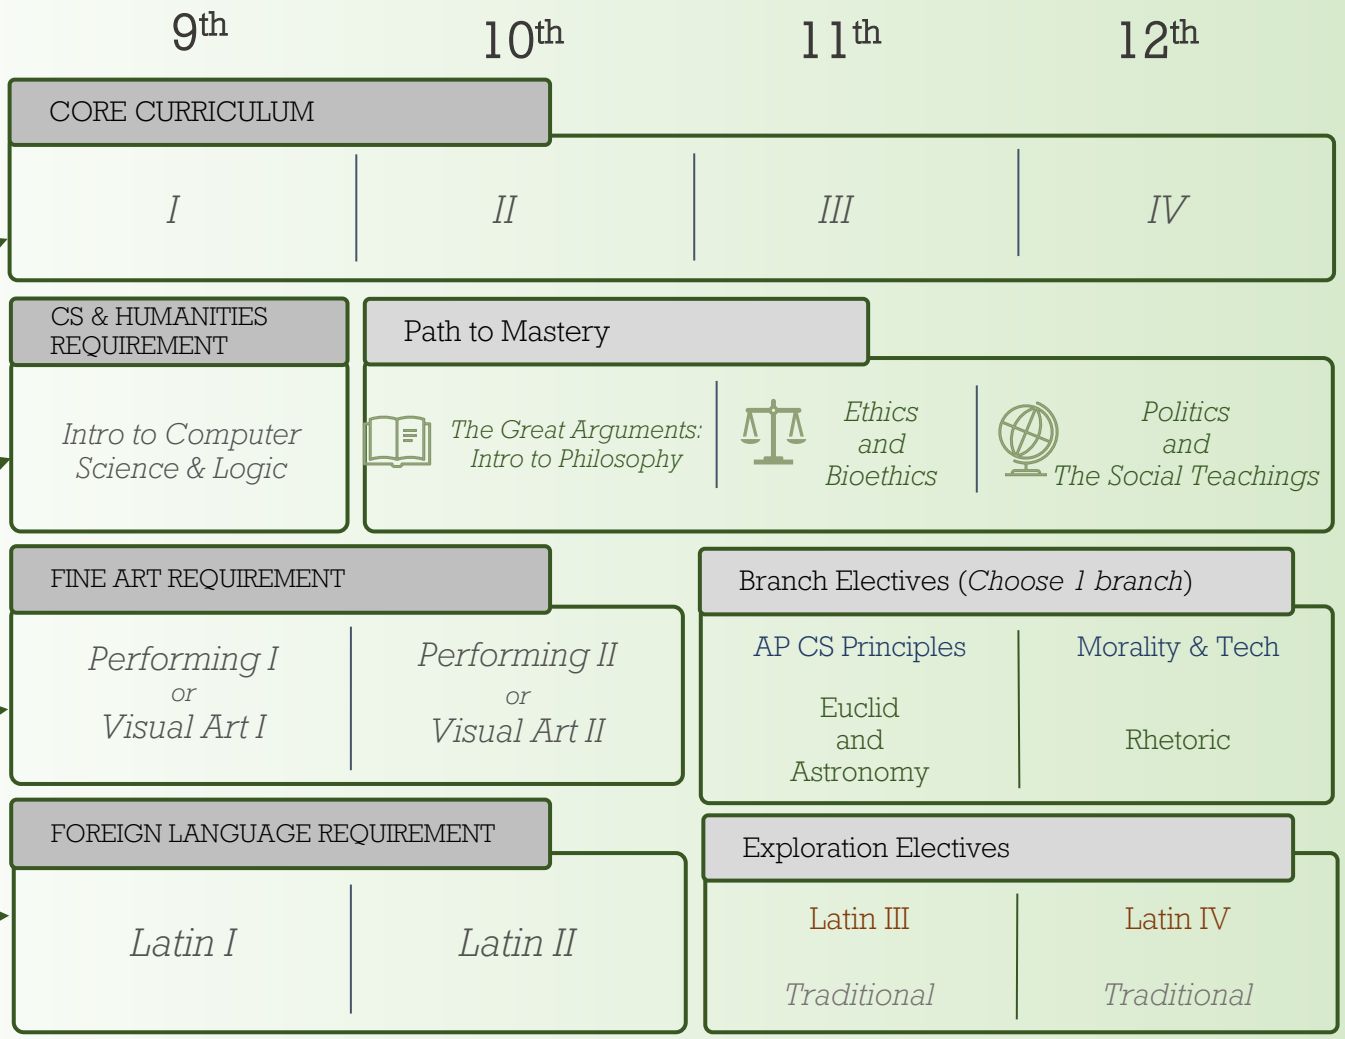 9th
10th
11th
12th
CORE CURRICULUM
I
II
III
IV
CS & HUMANITIES
REQUIREMENT
Intro to Computer
Science & Logic
Path to Mastery
The Great Arguments:
Intro to Philosophy
Ethics
and
Bioethics
Politics
and
The Social Teachings
FINE ART REQUIREMENT
Performing I
or
Visual Art I
Performing II
or
Visual Art II
Branch Electives (Choose 1 branch)
AP CS Principles
Euclid
and
Astronomy
Morality & Tech
Rhetoric
FOREIGN LANGUAGE REQUIREMENT
Latin I
Latin II
Exploration Electives
Latin III
Traditional
Latin IV
Traditional